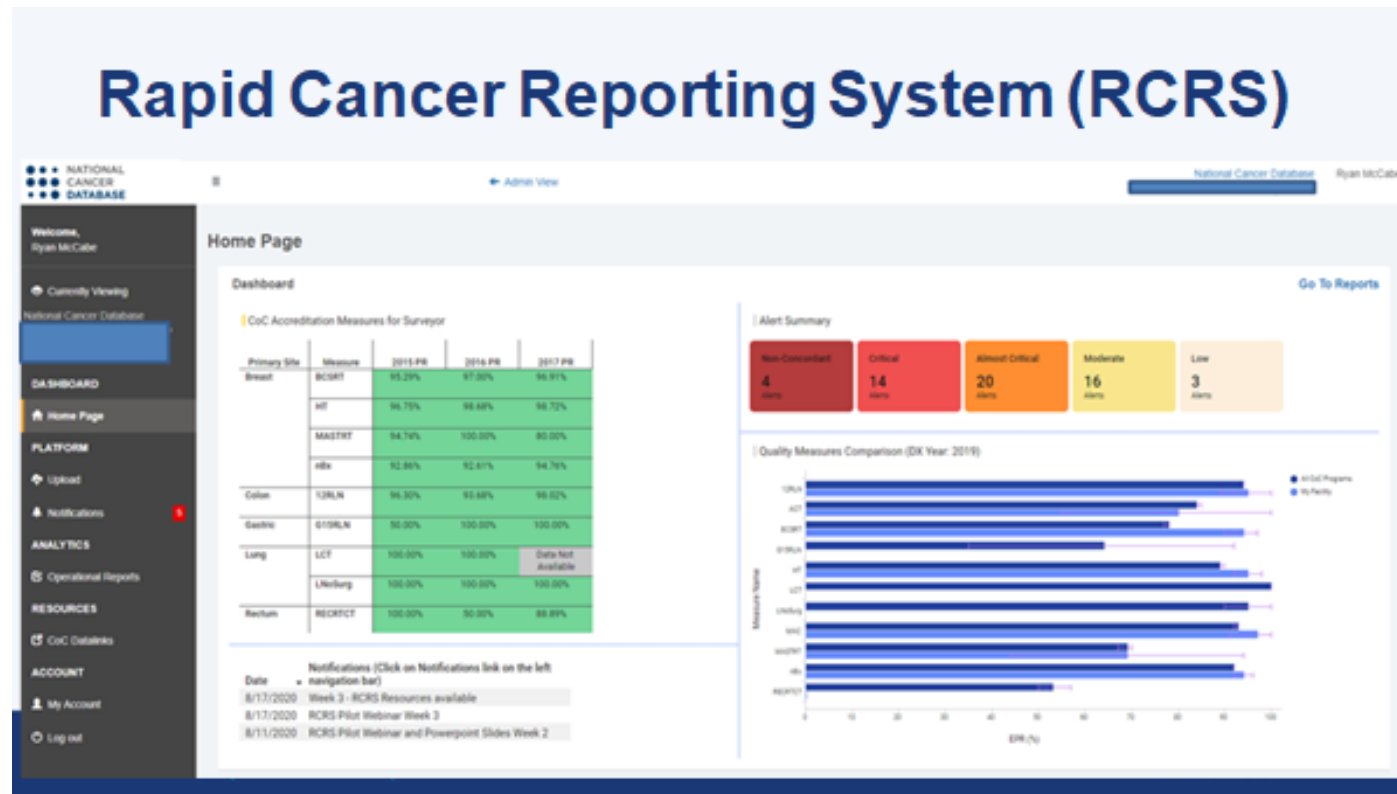 Rapid Cancer Reporting System (RCRS)
NATIONAL
CANCER
DATABASE
Admin View
National Cancer Database
Ryan McCabe
Welcome,
Ryan McCabe
Currently Viewing
National Cancer Database
DASHBOARD
Home Page
PLATFORM
Upload
Notifications 5
ANALYTICS
Operational Reports
RESOURCES
CoC Datalinks
ACCOUNT
My Account
Log out
Home Page
Dashboard
Go To Reports
CoC Accreditation Measures for Surveyor
Primary Site Measure 2015 PR 2016 PR 2017 PR
Breast BCSRT 95.29% 97.00% 96.91%
HT 96.75% 98.68% 98.72%
MASTRT 94.74% 100.00% 80.00%
nBx 92.86% 92.61% 94.76%
Colon 12RLN 96.30% 93.68% 98.02%
Gastric G15RLN 50.00% 100.00% 100.00%
Lung LCT 100.00% 100.00% Data Not
Available
LNoSurg 100.00% 100.00% 100.00%
Rectum RECRTCT 100.00% 50.00% 88.89%
Date Notifications (Click on Notifications link on the left
navigation bar)
8/17/2020 Week 3 - RCRS Resources available
8/17/2020 RCRS Pilot Webinar Week 3
8/11/2020 RCRS Pilot Webinar and Powerpoint Slides Week 2
Alert Summary
Non-Concordant
4
Alerts
Critical
14
Alerts
Almost Critical
20
Alerts
Moderate
16
Alerts
Low
3
Alerts
Quality Measures Comparison (DX Year: 2019)
All CoC Programs
My Facility
Measure Name
12RLN
ACT
BCSRT
G15RLN
HT
LCT
LNoSurg
MAC
MASTRT
nBx
RECRTCT
0 10 20 30 40 50 60 70 80 90 100
EPR (%)